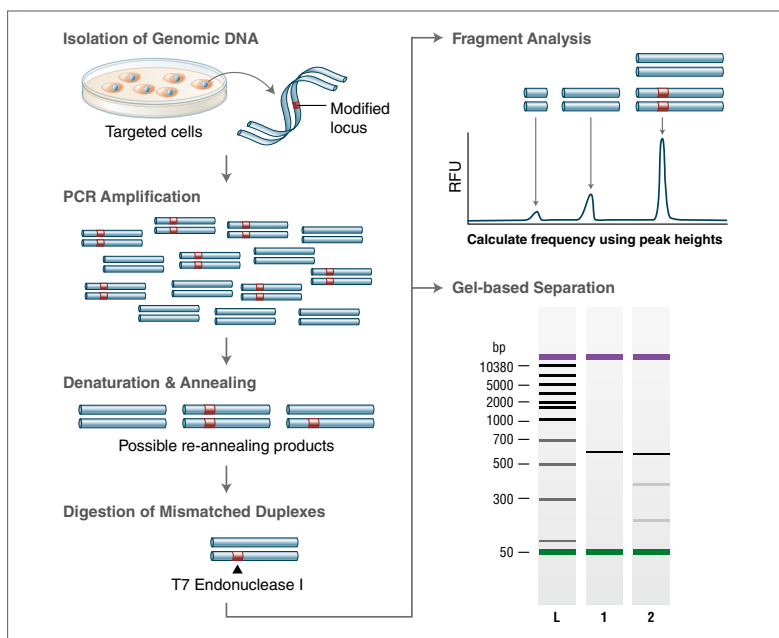 Isolation of Genomic DNA
Targeted cells
Modified
locus
PCR Amplification
Denaturation & Annealing
Possible re-annealing products
Digestion of Mismatched Duplexes
T7 Endonuclease I
Fragment Analysis
RFU
Calculate frequency using peak heights
Gel-based Separation
bp
10380
5000
2000
1000
700
500
300
50
L 1 2